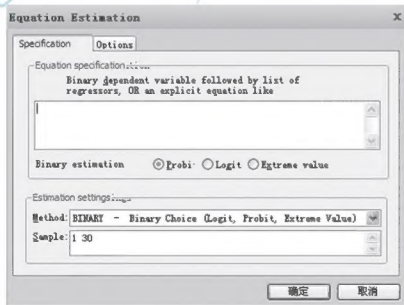 Equation Estimation x
Specification Options
Equation specification
Binary dependent variable followed by list of
regressors, OR an explicit equation like
Binary estimation Probi Logit Extreme value
Estimation settings
Method: BINARY - Binary Choice (Logit, Probit, Extreme Value)
Sample: 1 30
确定 取消